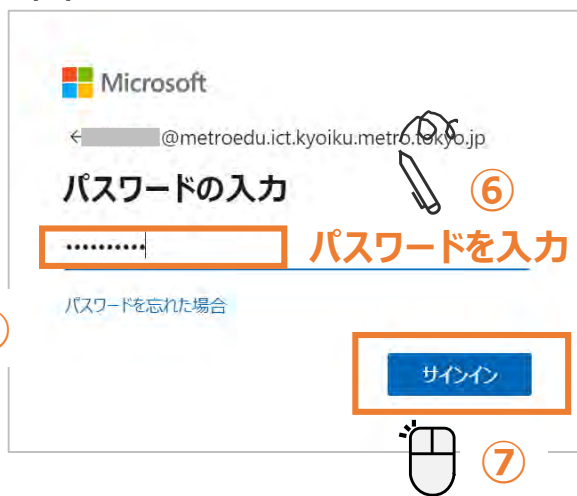 Microsoft
← @metroedu.ict.kyoiku.metro.tokyo.jp
パスワードの入力
⑥
••••••••••
パスワードを入力
パスワードを忘れた場合
サインイン
⑦